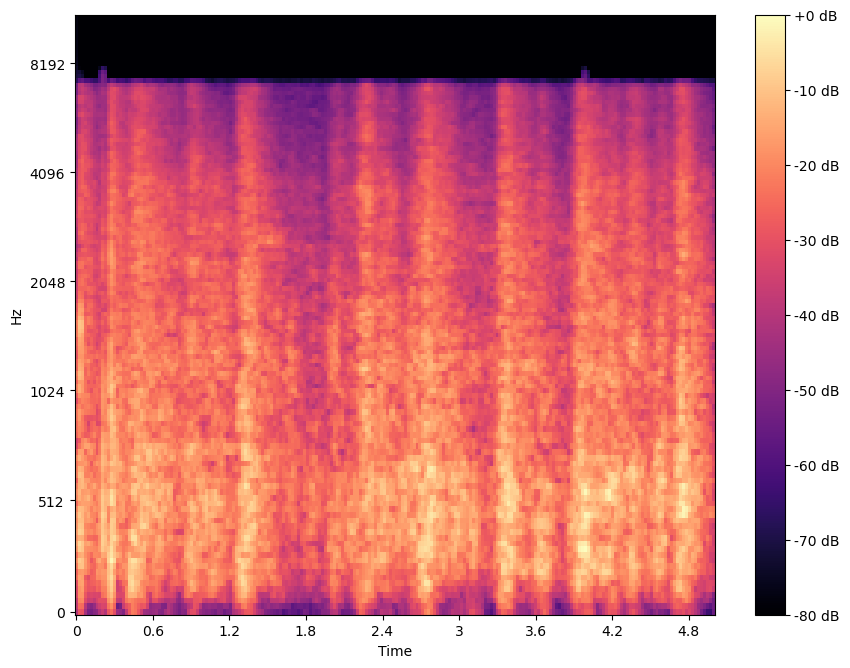 +0 dB
8192
-10 dB
-20 dB
4096
-30 dB
2048
-40 dB
Hz
-50 dB
1024
-60 dB
512
-70 dB
0
-80 dB
0 0.6 1.2 1.8 2.4 3 3.6 4.2 4.8
Time